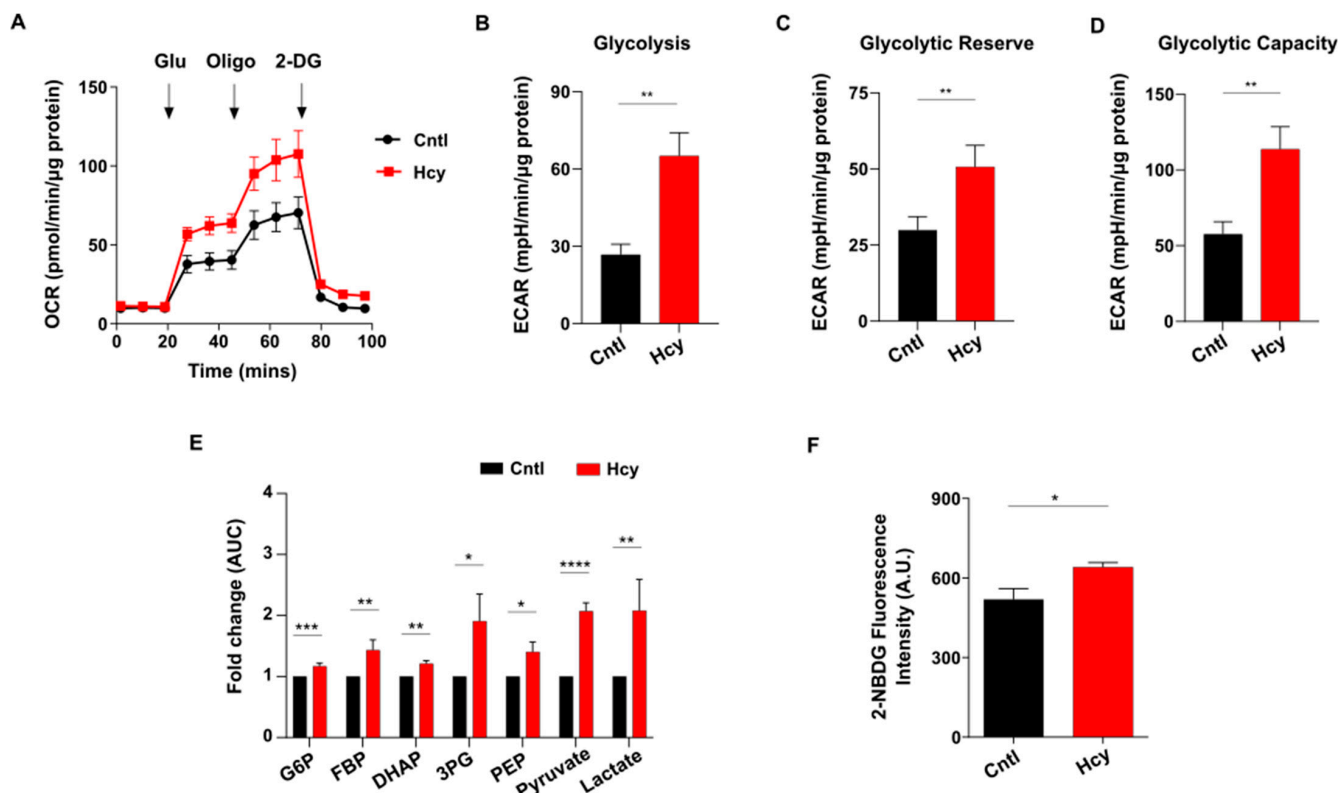 A
Glu Oligo 2-DG
OCR (pmol/min/µg protein)
150
100
50
0
0 20 40 60 80 100
Time (mins)
Cntl
Hcy
B
Glycolysis
ECAR (mpH/min/µg protein)
90
60
30
0
**
Cntl Hcy
C
Glycolytic Reserve
ECAR (mpH/min/µg protein)
75
50
25
0
**
Cntl Hcy
D
Glycolytic Capacity
ECAR (mpH/min/µg protein)
150
100
50
0
**
Cntl Hcy
E
Cntl Hcy
Fold change (AUC)
4
3
2
1
0
*** ** ** * * **** **
G6P FBP DHAP 3PG PEP Pyruvate Lactate
F
2-NBDG Fluorescence
Intensity (A.U.)
900
600
300
0
*
Cntl Hcy